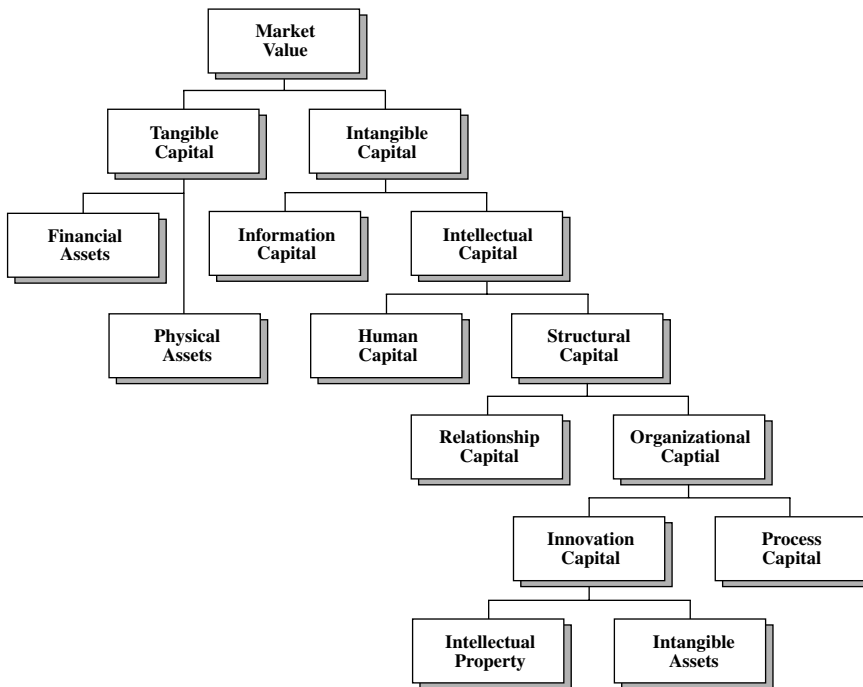 Market
Value
Tangible
Capital
Intangible
Capital
Financial
Assets
Information
Capital
Intellectual
Capital
Physical
Assets
Human
Capital
Structural
Capital
Relationship
Capital
Organizational
Captial
Innovation
Capital
Process
Capital
Intellectual
Property
Intangible
Assets